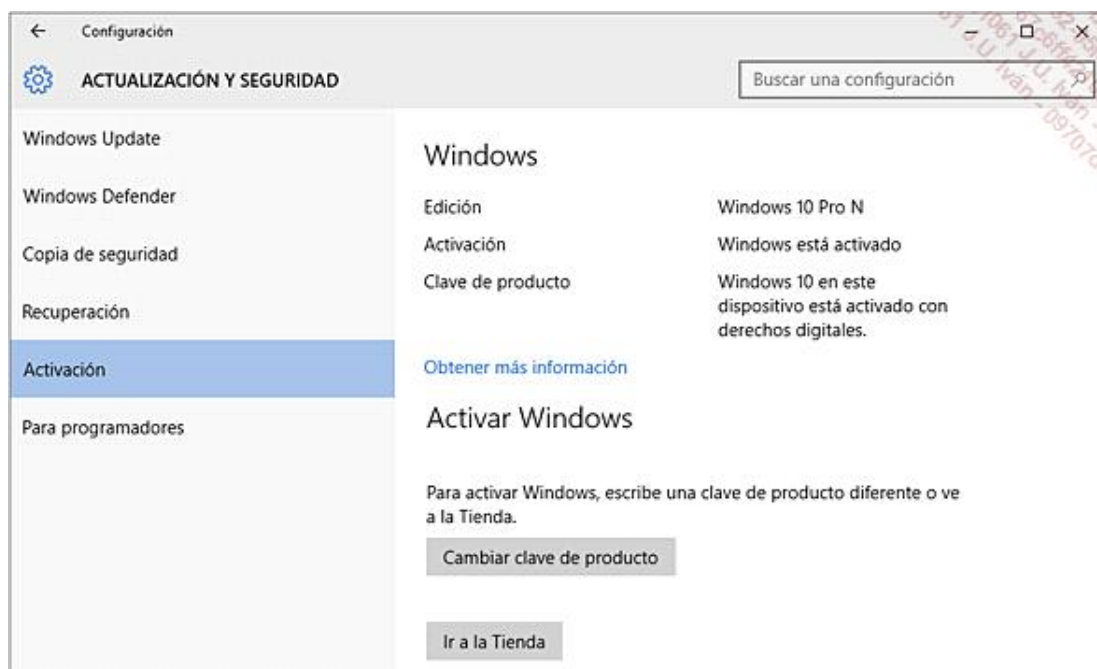 Configuración
ACTUALIZACIÓN Y SEGURIDAD
Buscar una configuración
Windows Update
Windows Defender
Copia de seguridad
Recuperación
Activación
Para programadores
Windows
Edición Windows 10 Pro N
Activación Windows está activado
Clave de producto Windows 10 en este
dispositivo está activado con
derechos digitales.
Obtener más información
Activar Windows
Para activar Windows, escribe una clave de producto diferente o ve
a la Tienda.
Cambiar clave de producto
Ir a la Tienda